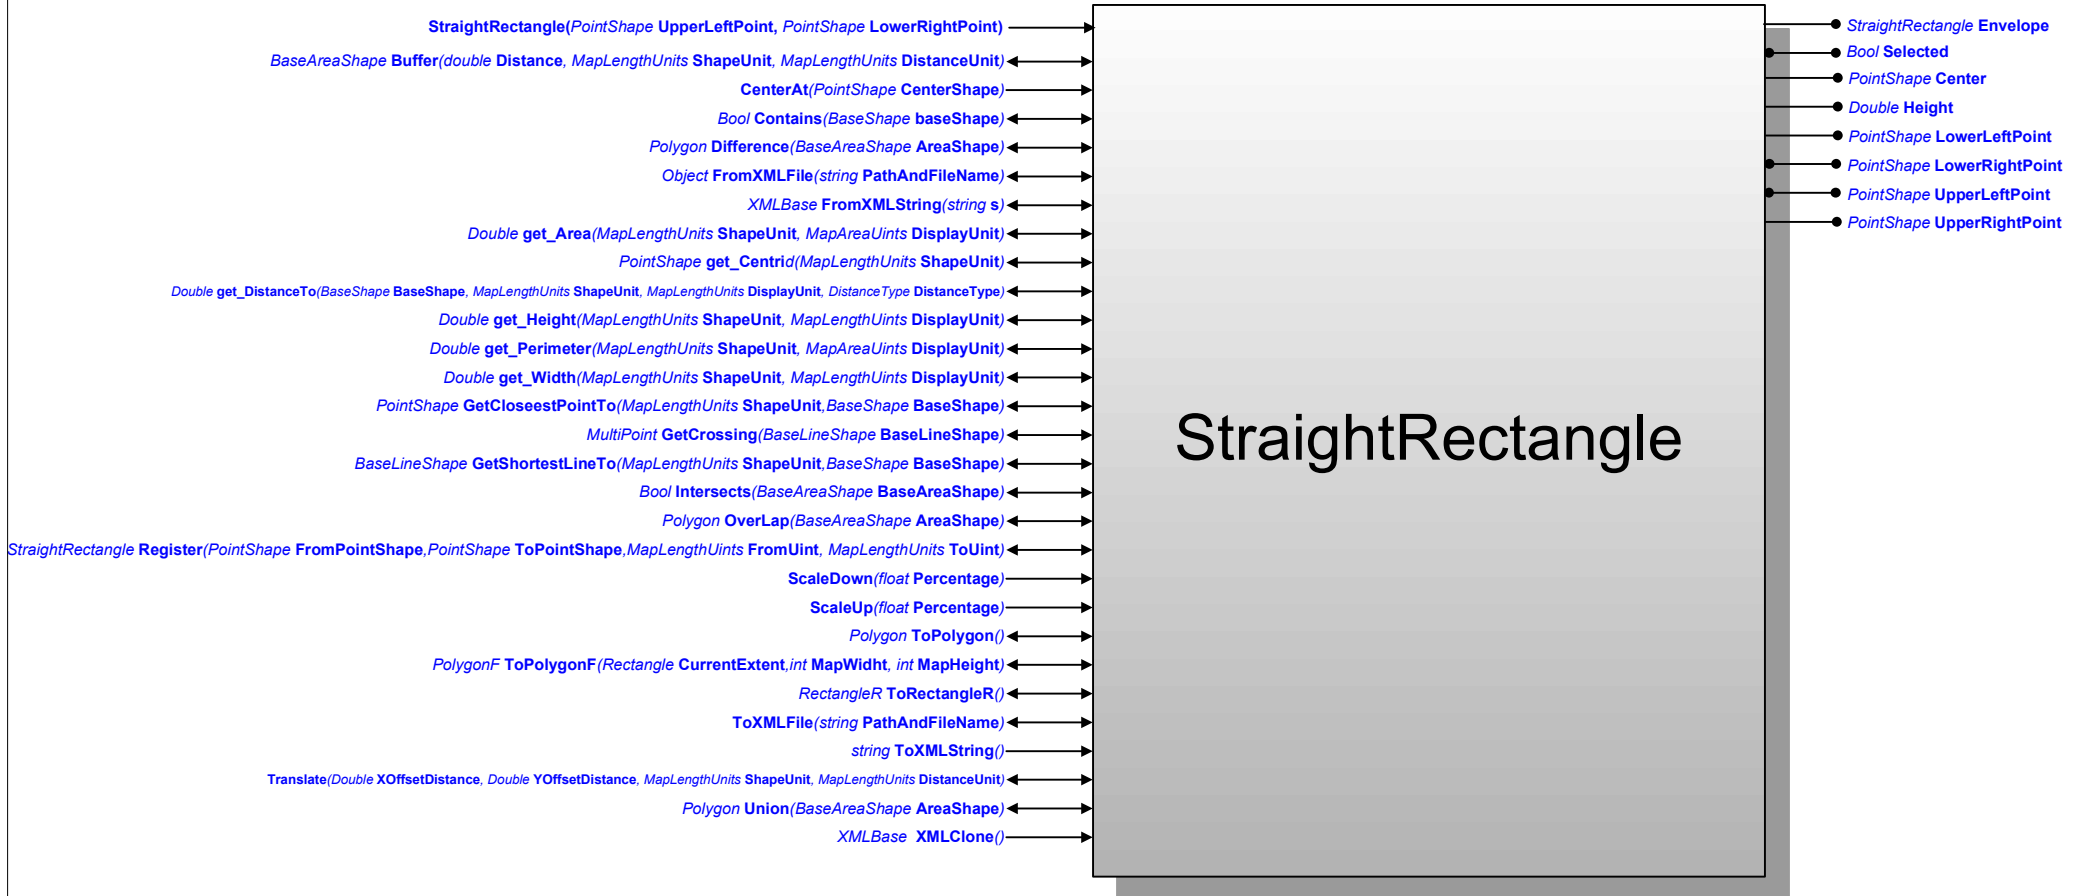 StraightRectangle(PointShape UpperLeftPoint, PointShape LowerRightPoint)
BaseAreaShape Buffer(double Distance, MapLengthUnits ShapeUnit, MapLengthUnits DistanceUnit)
CenterAt(PointShape CenterShape)
Bool Contains(BaseShape baseShape)
Polygon Difference(BaseAreaShape AreaShape)
Object FromXMLFile(string PathAndFileName)
XMLBase FromXMLString(string s)
Double get_Area(MapLengthUnits ShapeUnit, MapAreaUints DisplayUnit)
PointShape get_Centrid(MapLengthUnits ShapeUnit)
Double get_DistanceTo(BaseShape BaseShape, MapLengthUnits ShapeUnit, MapLengthUnits DisplayUnit, DistanceType DistanceType)
Double get_Height(MapLengthUnits ShapeUnit, MapLengthUints DisplayUnit)
Double get_Perimeter(MapLengthUnits ShapeUnit, MapAreaUints DisplayUnit)
Double get_Width(MapLengthUnits ShapeUnit, MapLengthUints DisplayUnit)
PointShape GetCloseestPointTo(MapLengthUnits ShapeUnit,BaseShape BaseShape)
MultiPoint GetCrossing(BaseLineShape BaseLineShape)
BaseLineShape GetShortestLineTo(MapLengthUnits ShapeUnit,BaseShape BaseShape)
Bool Intersects(BaseAreaShape BaseAreaShape)
Polygon OverLap(BaseAreaShape AreaShape)
StraightRectangle Register(PointShape FromPointShape,PointShape ToPointShape,MapLengthUints FromUint, MapLengthUnits ToUint)
ScaleDown(float Percentage)
ScaleUp(float Percentage)
Polygon ToPolygon()
PolygonF ToPolygonF(Rectangle CurrentExtent,int MapWidht, int MapHeight)
RectangleR ToRectangleR()
ToXMLFile(string PathAndFileName)
string ToXMLString()
Translate(Double XOffsetDistance, Double YOffsetDistance, MapLengthUnits ShapeUnit, MapLengthUnits DistanceUnit)
Polygon Union(BaseAreaShape AreaShape)
XMLBase XMLClone()
StraightRectangle
StraightRectangle Envelope
Bool Selected
PointShape Center
Double Height
PointShape LowerLeftPoint
PointShape LowerRightPoint
PointShape UpperLeftPoint
PointShape UpperRightPoint